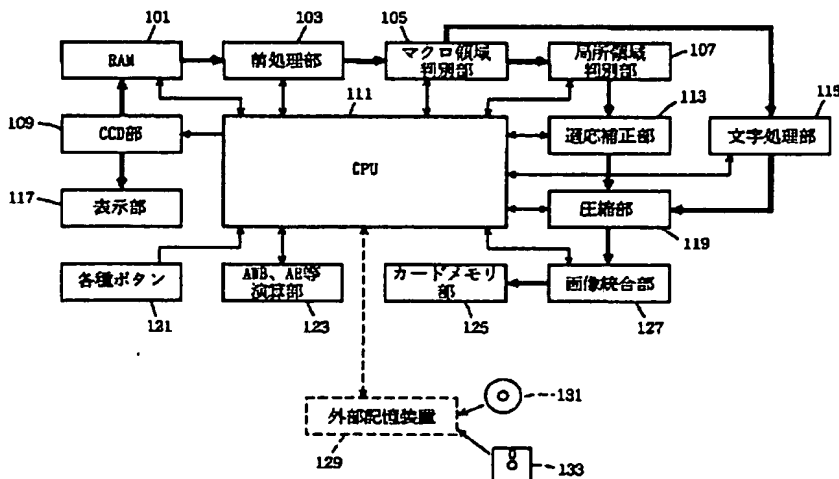 101
103
105
107
RAM
前処理部
マクロ領域
判別部
局所領域
判別部
109
111
113
115
CCD部
CPU
適応補正部
文字処理部
117
表示部
圧縮部
119
各種ボタン
121
AWB、AE等
演算部
123
カードメモリ
部
125
画像統合部
127
外部記憶装置
129
131
133